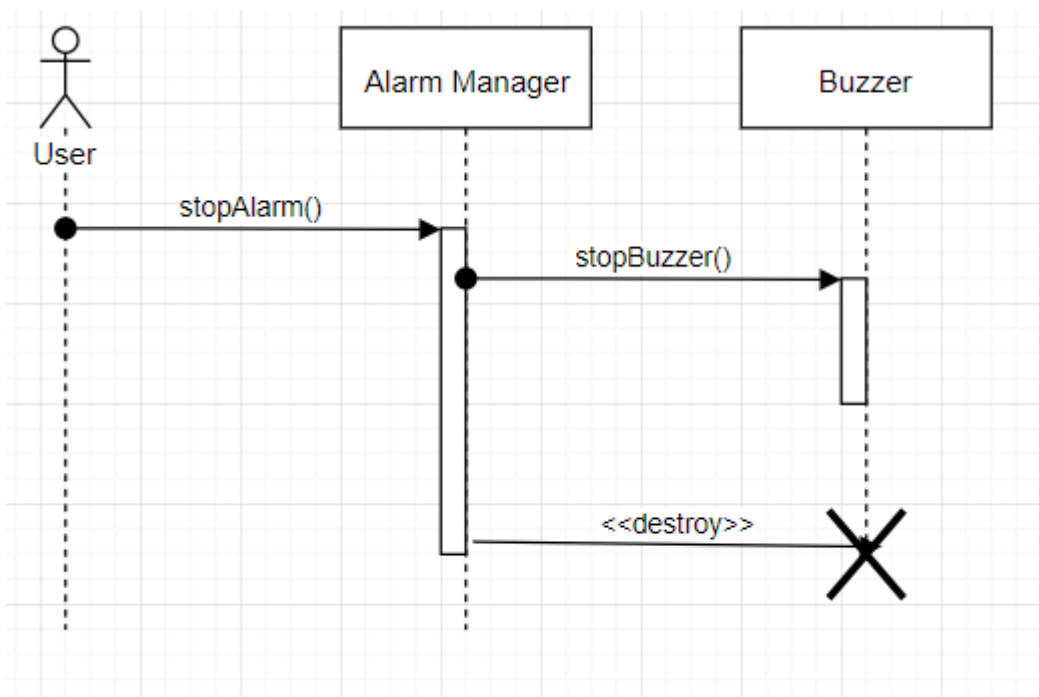 Alarm Manager
Buzzer
User
stopAlarm()
stopBuzzer()
<<destroy>>